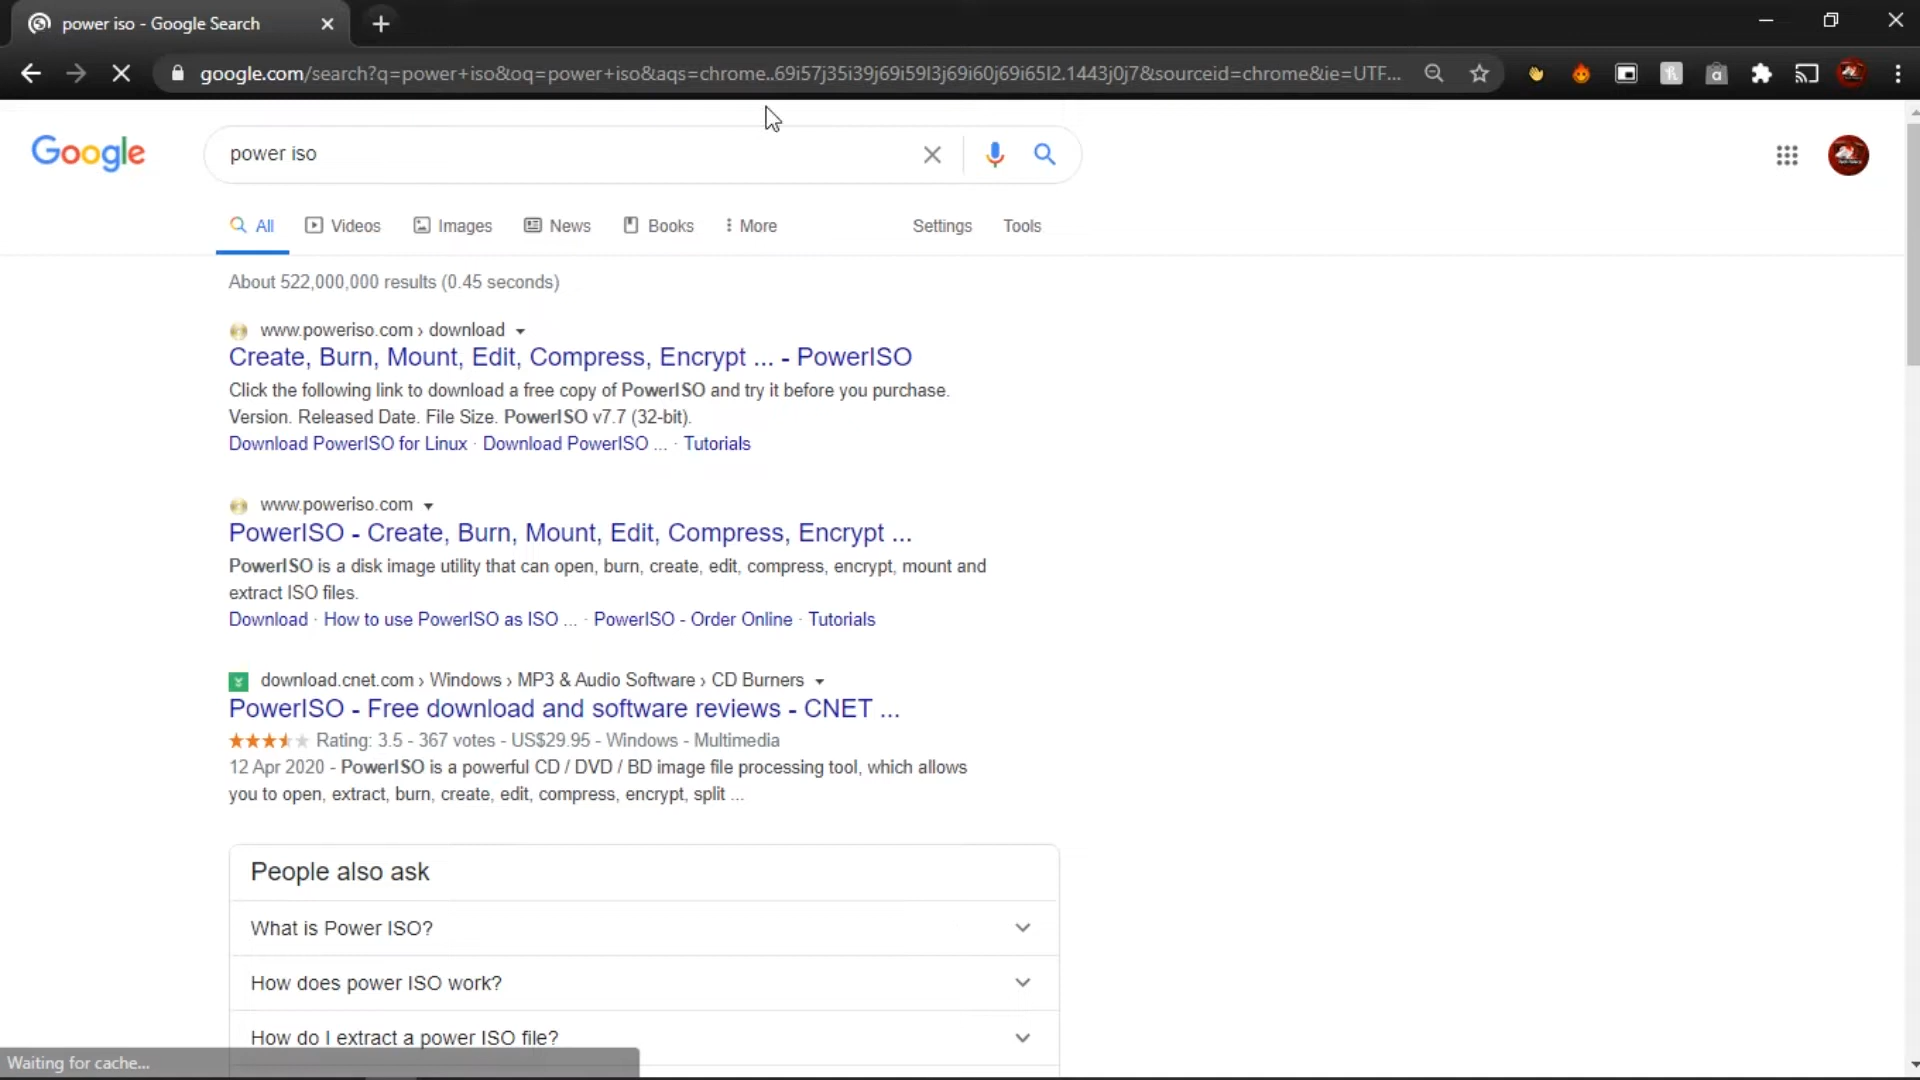 power iso - Google Search
google.com/search?q=power+iso&oq=power+iso&aqs=chrome..69i57j35i39j69i59l3j69i60j69i65l2.1443j0j7&sourceid=chrome&ie=UTF...
Google
power iso
All Videos Images News Books More Settings Tools
About 522,000,000 results (0.45 seconds)
www.poweriso.com › download
Create, Burn, Mount, Edit, Compress, Encrypt ... - PowerISO
Click the following link to download a free copy of PowerISO and try it before you purchase.
Version. Released Date. File Size. PowerISO v7.7 (32-bit).
Download PowerISO for Linux · Download PowerISO ... · Tutorials
www.poweriso.com
PowerISO - Create, Burn, Mount, Edit, Compress, Encrypt ...
PowerISO is a disk image utility that can open, burn, create, edit, compress, encrypt, mount and
extract ISO files.
Download · How to use PowerISO as ISO ... · PowerISO - Order Online · Tutorials
download.cnet.com › Windows › MP3 & Audio Software › CD Burners
PowerISO - Free download and software reviews - CNET ...
Rating: 3.5 - 367 votes - US$29.95 - Windows - Multimedia
12 Apr 2020 - PowerISO is a powerful CD / DVD / BD image file processing tool, which allows
you to open, extract, burn, create, edit, compress, encrypt, split ...
People also ask
What is Power ISO?
How does power ISO work?
How do I extract a power ISO file?
Waiting for cache...